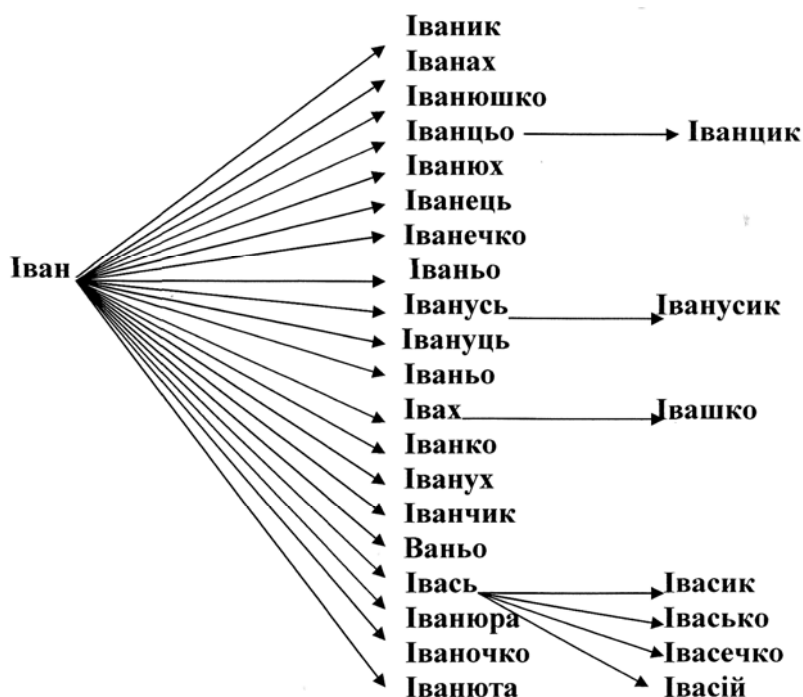 Іваник
Іванах
Іванюшко
Іванцьо Іванцик
Іванюх
Іванець
Іванечко
Іван Іваньо
Іванусь Іванусик
Івануць
Іваньо
Івах Івашко
Іванко
Іванух
Іванчик
Ваньо
Івась Івасик
Іванюра Івасько
Іваночко Івасечко
Іванюта Івасій